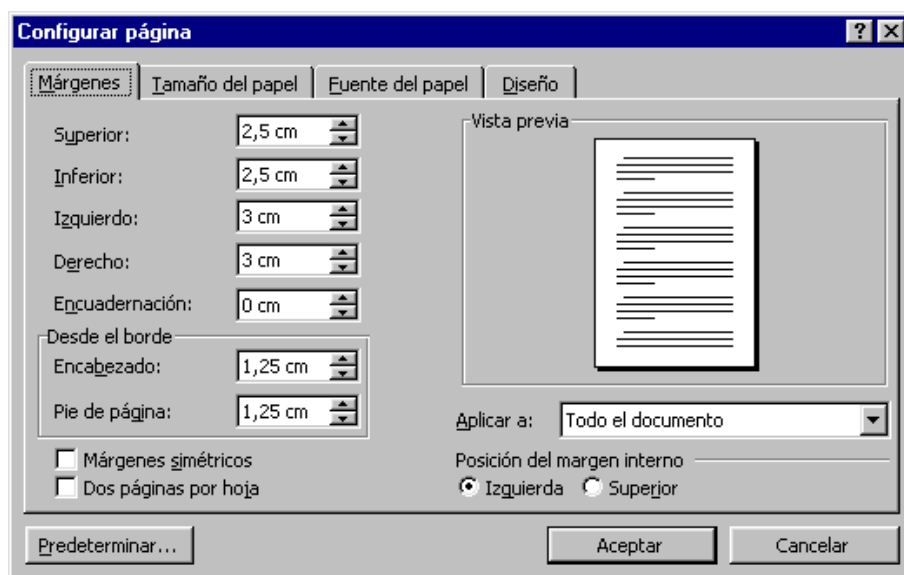 Configurar página
Márgenes Tamaño del papel Fuente del papel Diseño
Superior: 2,5 cm
Inferior: 2,5 cm
Izquierdo: 3 cm
Derecho: 3 cm
Encuadernación: 0 cm
Desde el borde
Encabezado: 1,25 cm
Pie de página: 1,25 cm
Márgenes simétricos
Dos páginas por hoja
Vista previa
Aplicar a: Todo el documento
Posición del margen interno
Izquierda Superior
Predeterminar... Aceptar Cancelar